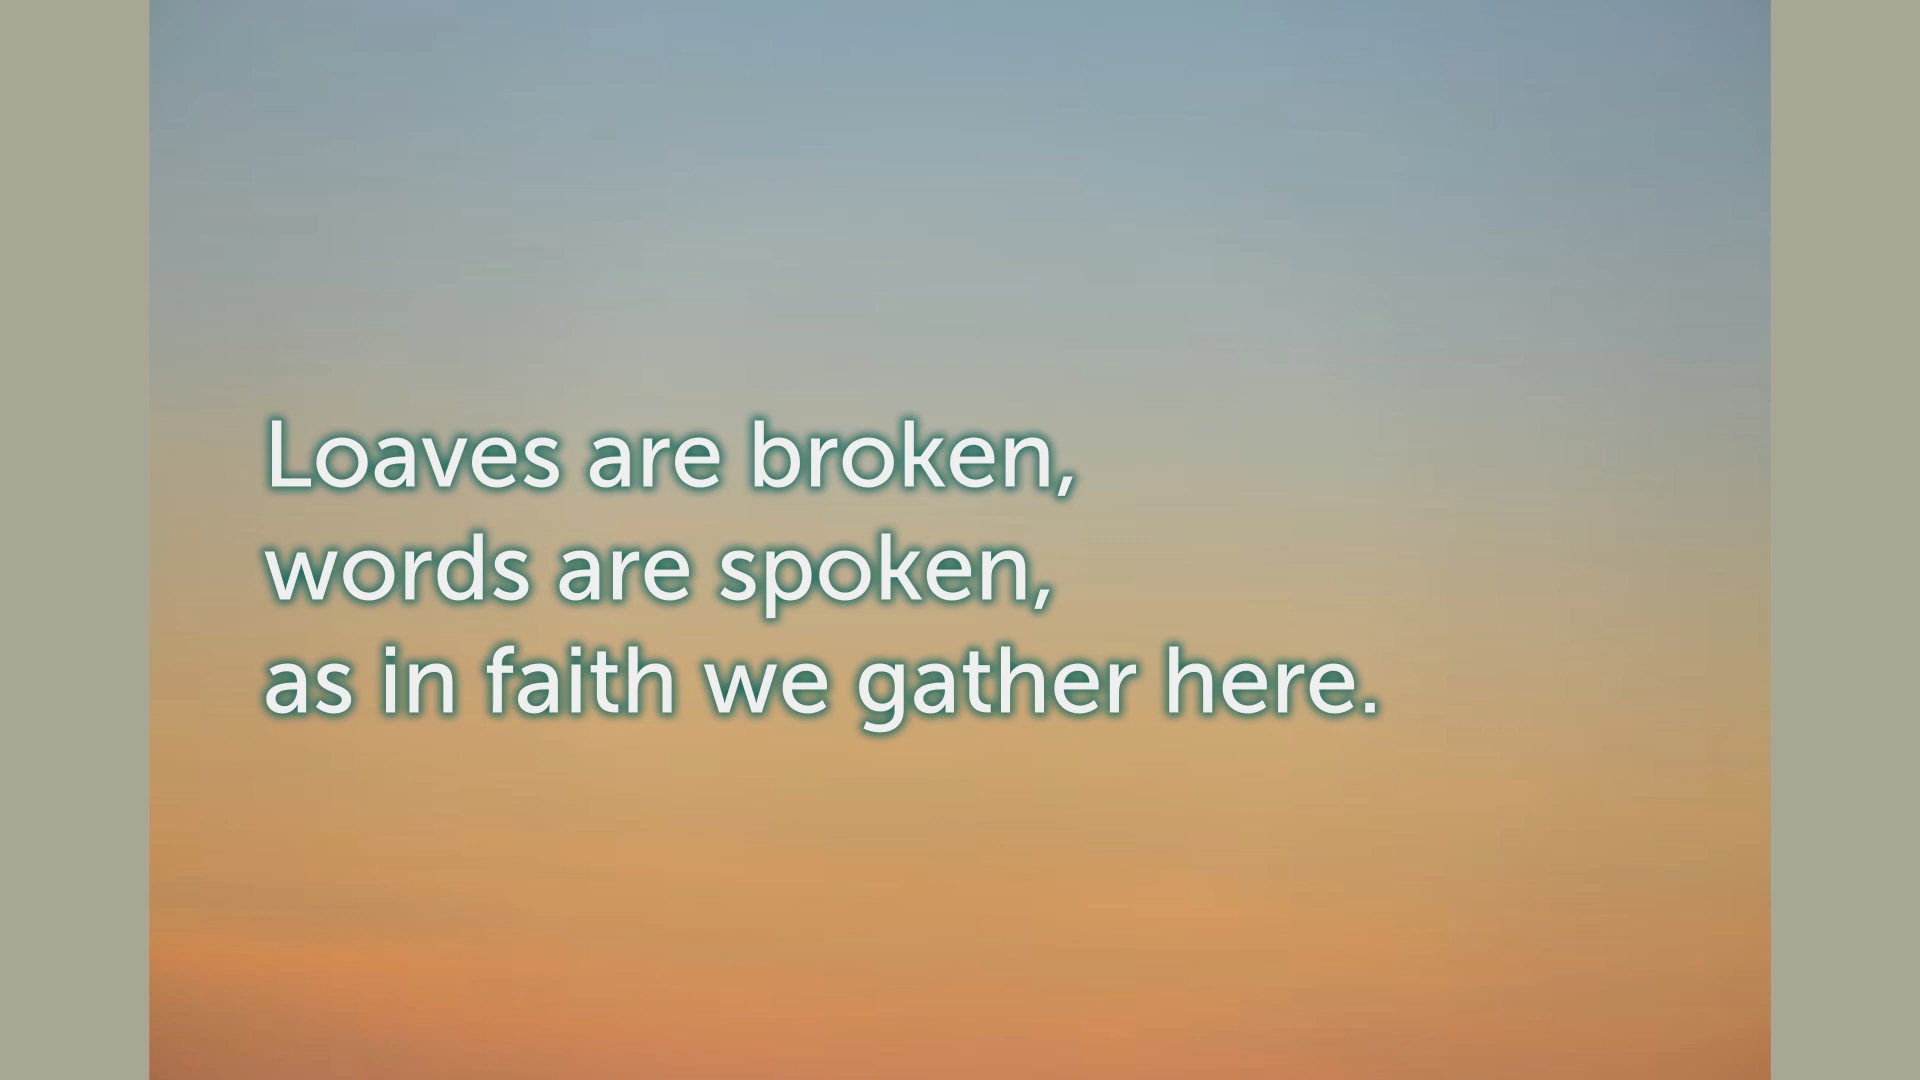 Loaves are broken,
words are spoken,
as in faith we gather here.